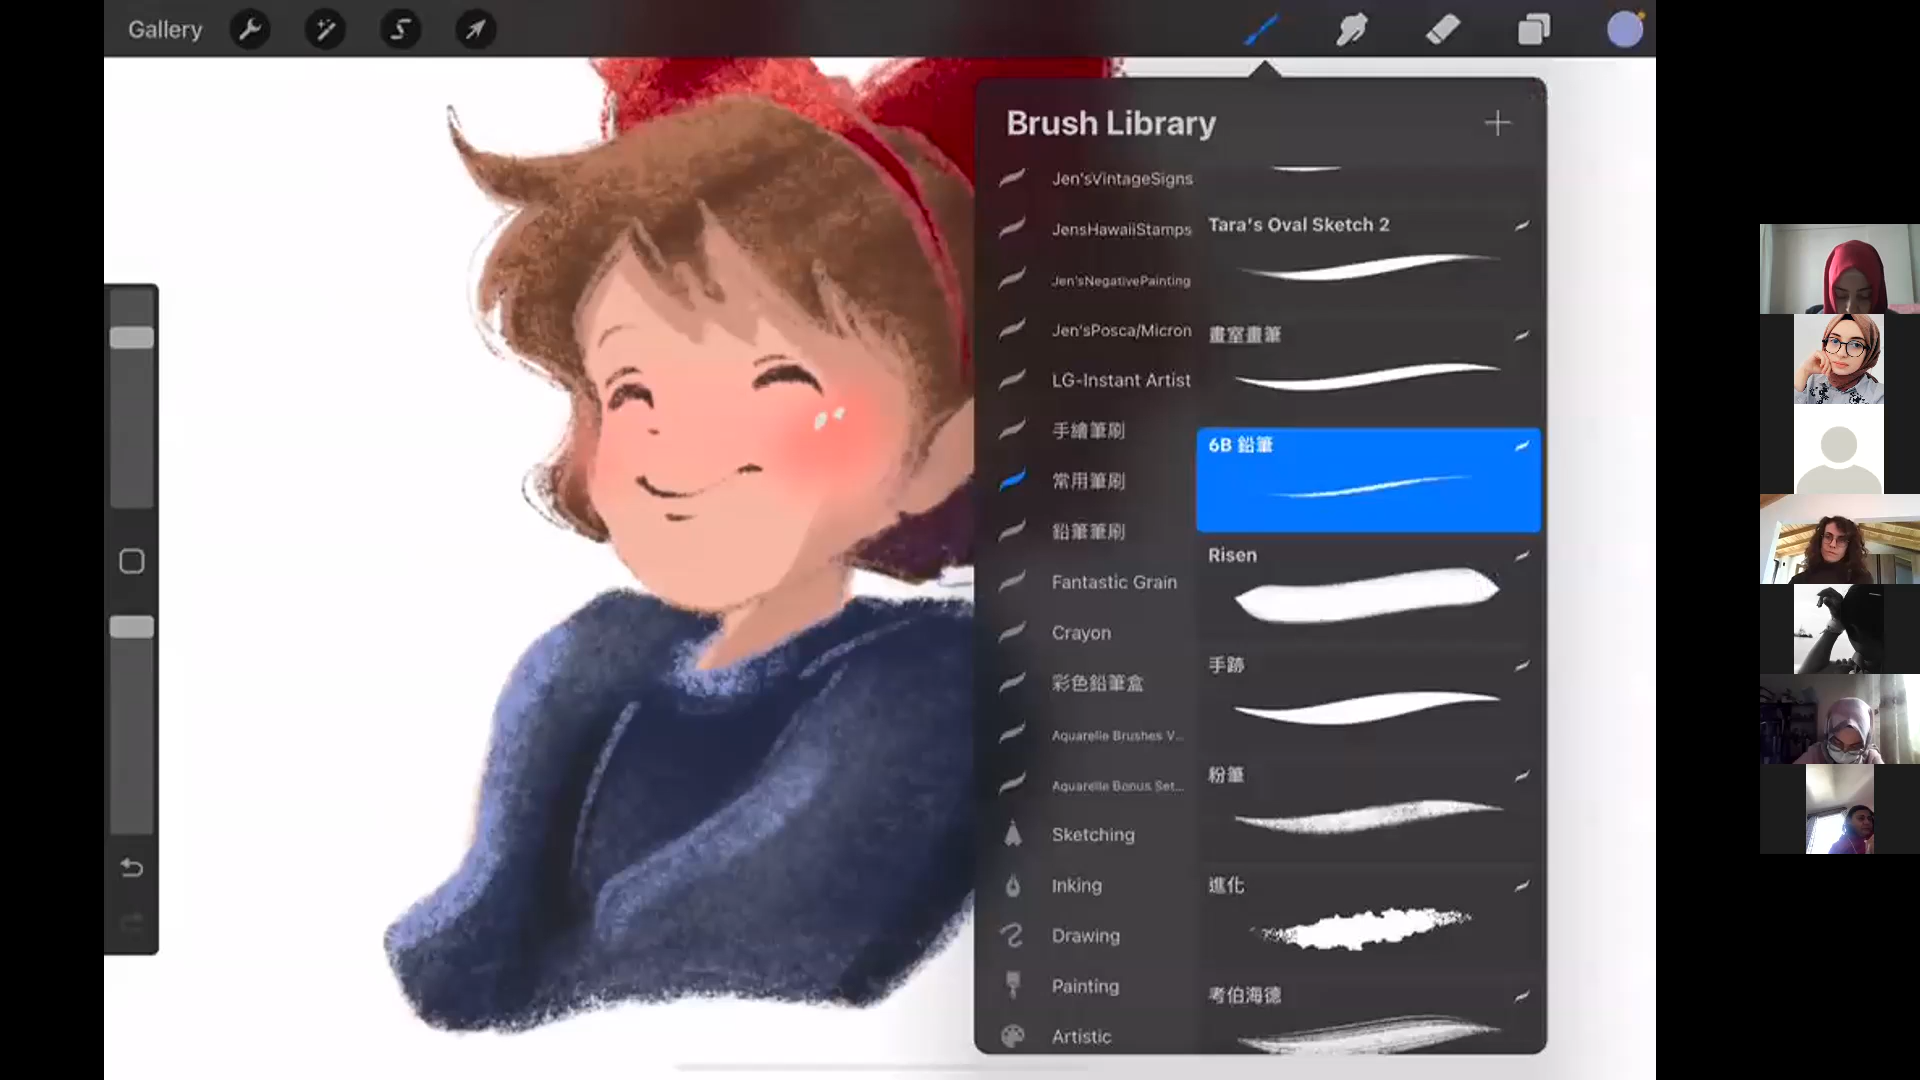 Gallery
Brush Library
Jen'sVintageSigns
JensHawaiiStamps
Jen'sNegativePainting
Jen'sPosca/Micron
LG-Instant Artist
手繪筆刷
常用筆刷
鉛筆筆刷
Fantastic Grain
Crayon
彩色鉛筆盒
Aquarelle Brushes V...
Aquarelle Bonus Set...
Sketching
Inking
Drawing
Painting
Artistic
Tara's Oval Sketch 2
畫室畫筆
6B 鉛筆
Risen
手跡
粉筆
進化
考伯海德